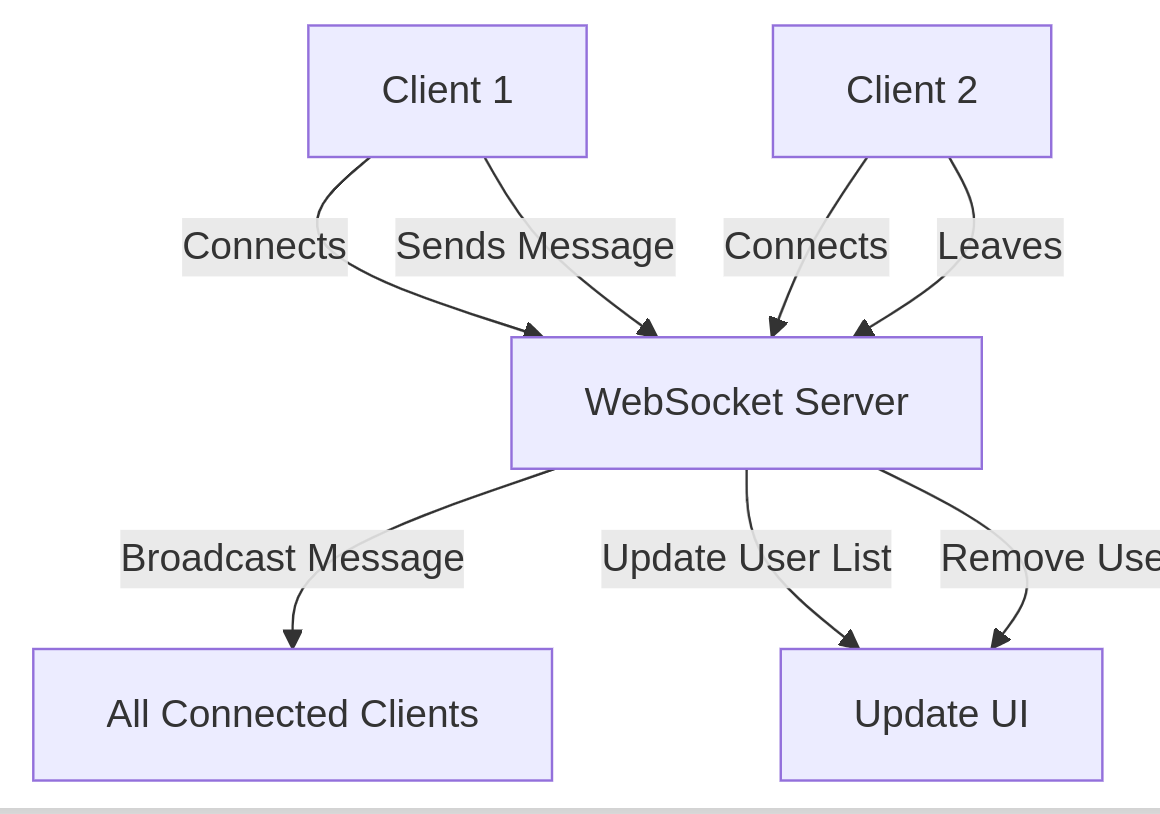 Client 1
Client 2
Connects
Sends Message
Connects
Leaves
WebSocket Server
Broadcast Message
Update User List
Remove Use
All Connected Clients
Update UI